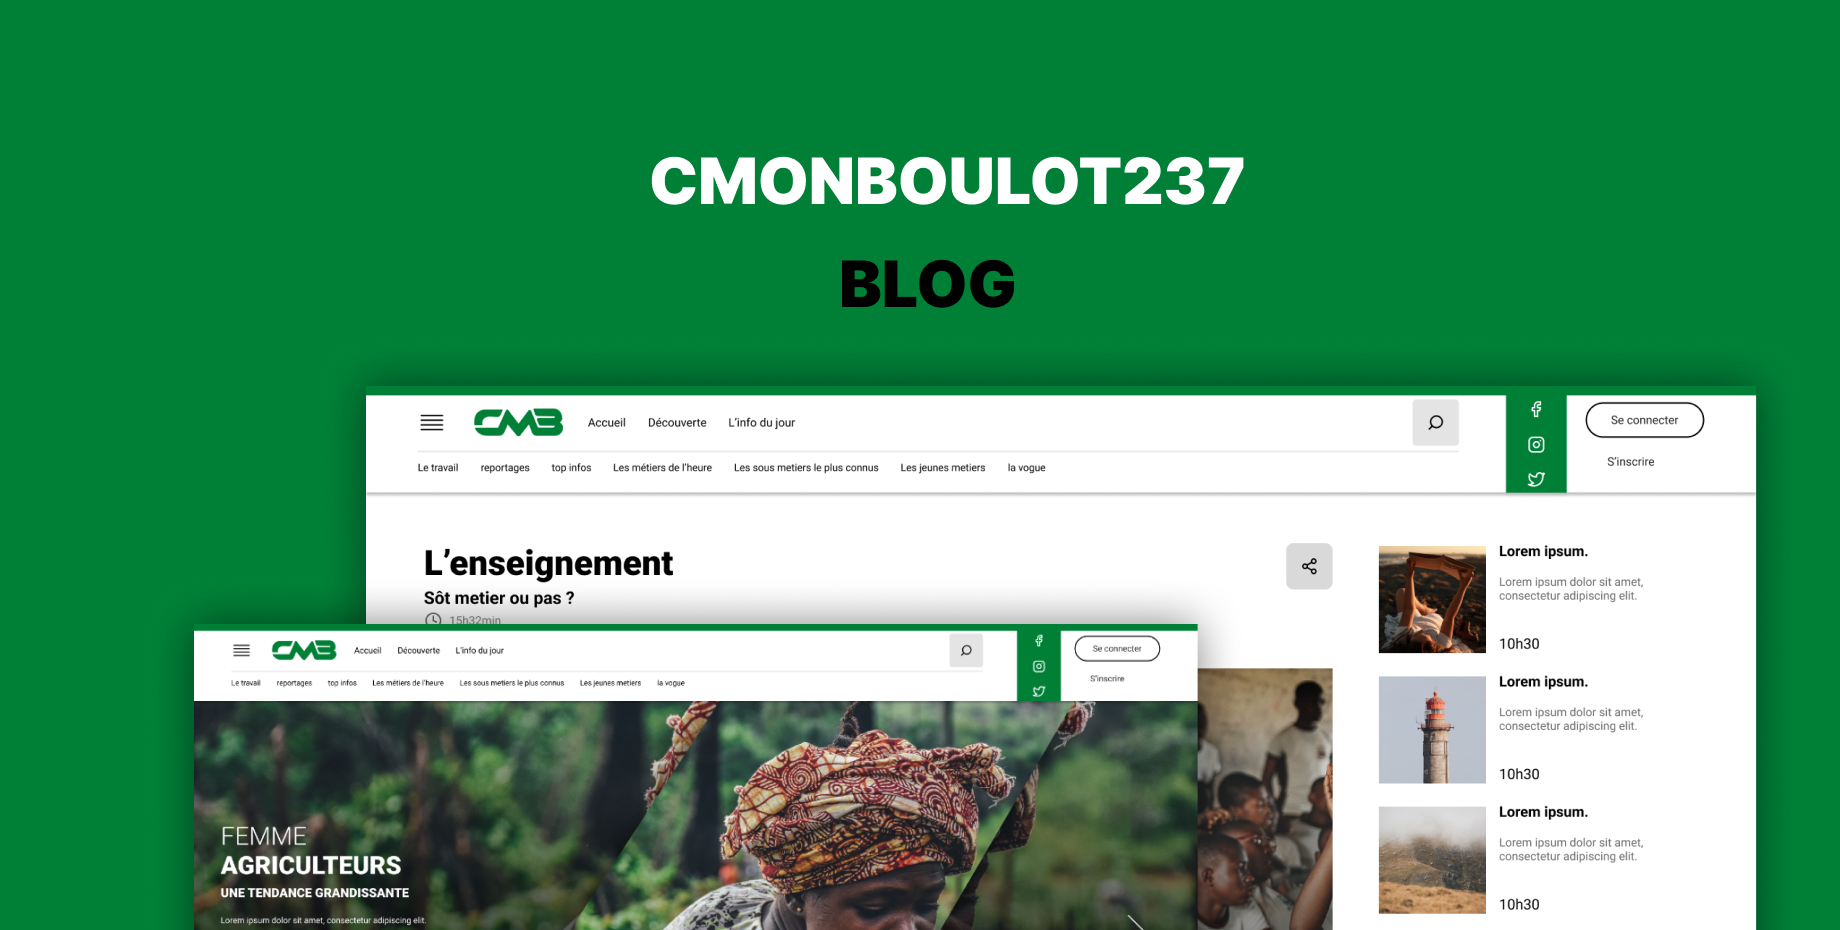 CMONBOULOT237
BLOG
CMB Accueil Découverte L'info du jour
Se connecter
S'inscrire
Le travail reportages top infos Les métiers de l'heure Les sous metiers le plus connus Les jeunes metiers la vogue
L'enseignement
Sôt metier ou pas ?
15h32min
Lorem ipsum.
Lorem ipsum dolor sit amet,
consectetur adipiscing elit.
10h30
Lorem ipsum.
Lorem ipsum dolor sit amet,
consectetur adipiscing elit.
10h30
Lorem ipsum.
Lorem ipsum dolor sit amet,
consectetur adipiscing elit.
10h30
CMB Accueil Découverte L'info du jour
Se connecter
S'inscrire
Le travail reportages top infos Les métiers de l'heure Les sous metiers le plus connus Les jeunes metiers la vogue
FEMME
AGRICULTEURS
UNE TENDANCE GRANDISSANTE
Lorem ipsum dolor sit amet, consectetur adipiscing elit.